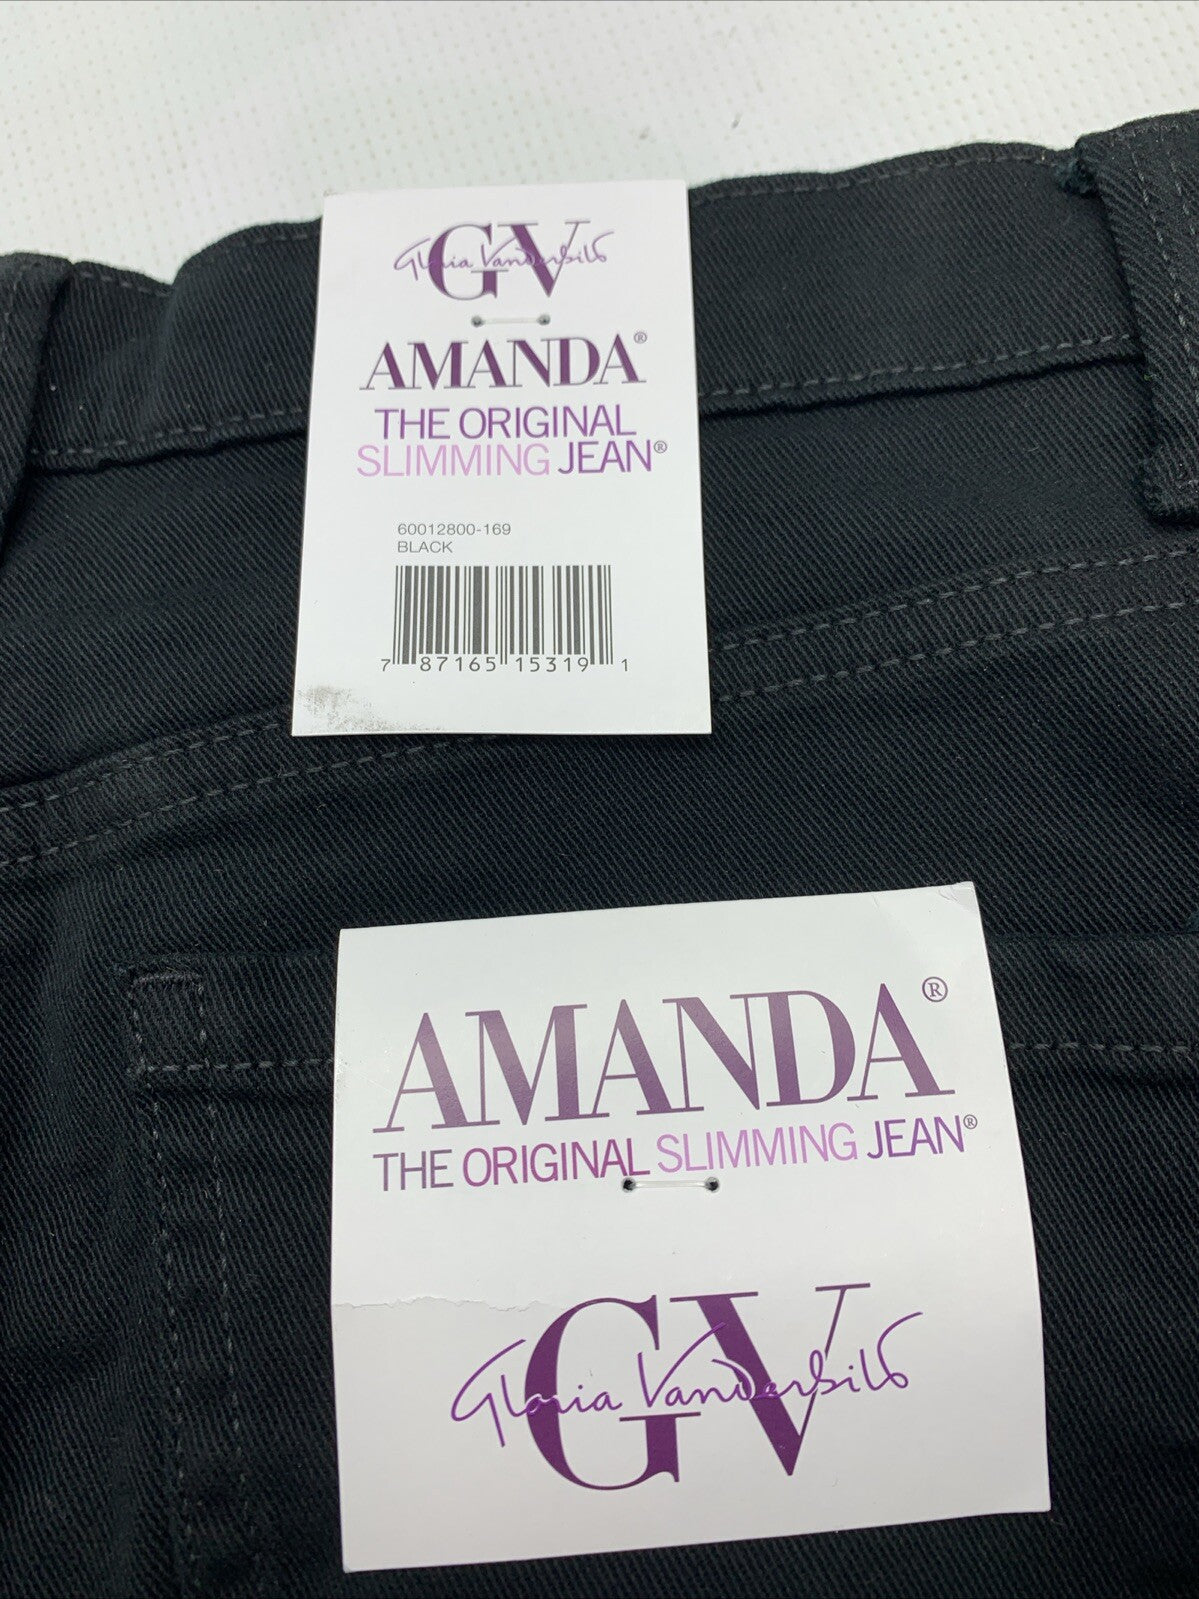 GV
Gloria Vanderbilt
AMANDA®
THE ORIGINAL
SLIMMING JEAN®
60012800-169
BLACK
7 87165 15319 1
AMANDA®
THE ORIGINAL SLIMMING JEAN®
GV
Gloria Vanderbilt